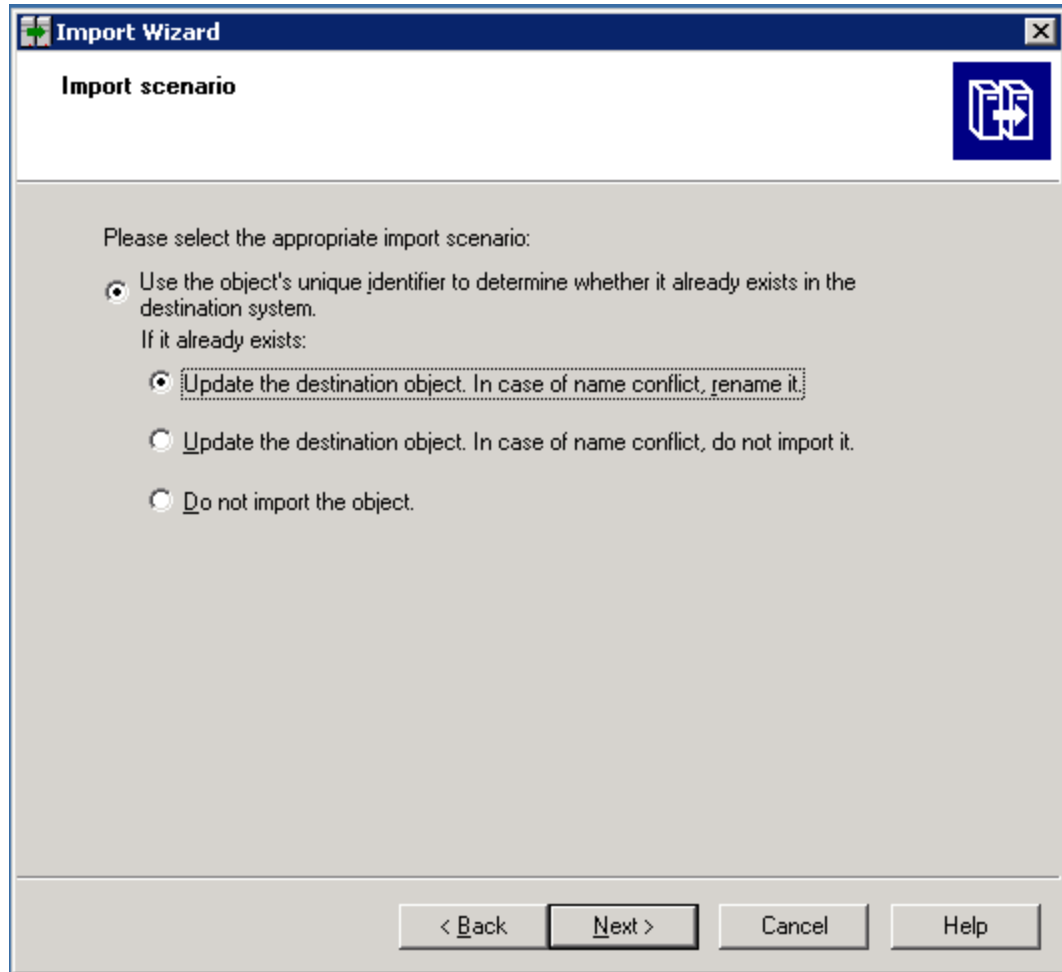 Import Wizard
Import scenario
Please select the appropriate import scenario:
Use the object's unique identifier to determine whether it already exists in the
destination system.
If it already exists:
Update the destination object. In case of name conflict, rename it.
Update the destination object. In case of name conflict, do not import it.
Do not import the object.
< Back
Next >
Cancel
Help